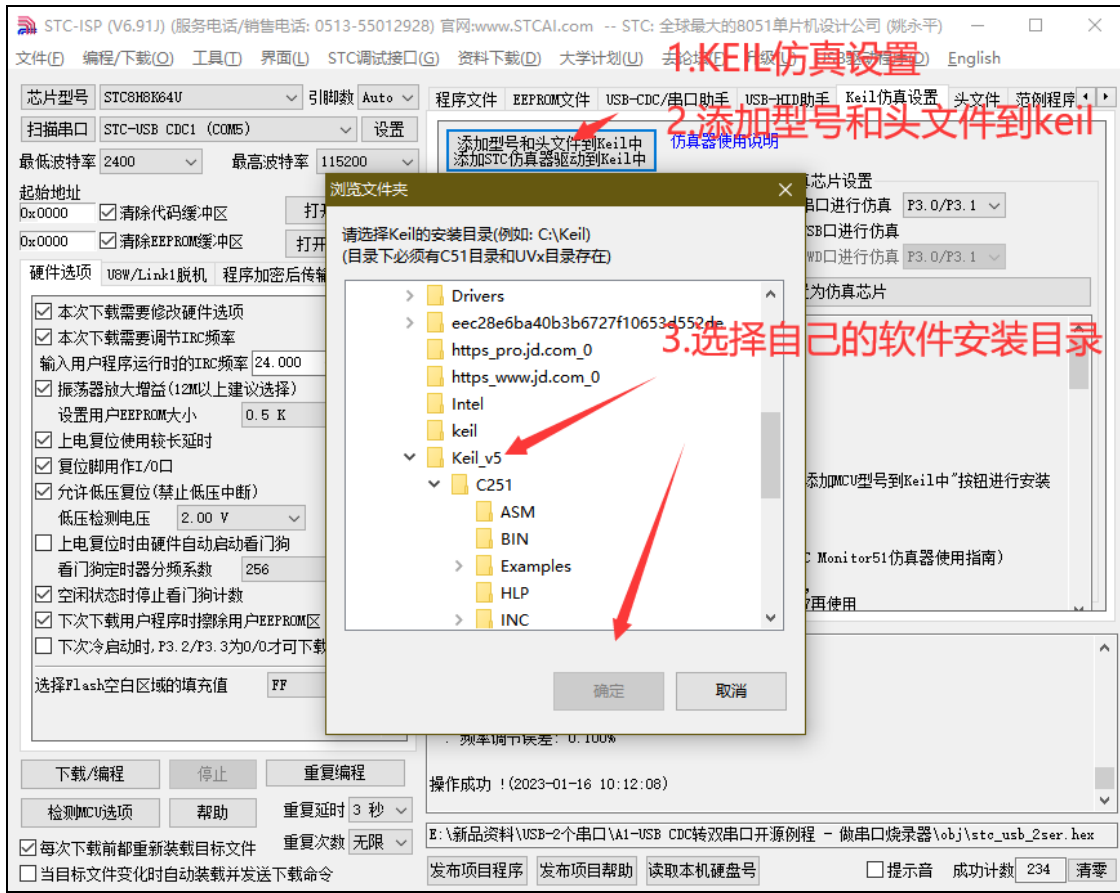 STC-ISP (V6.91J) (服务电话/销售电话: 0513-55012928) 官网:www.STCAI.com -- STC: 全球最大的8051单片机设计公司 (姚永平)
文件(F) 编程/下载(O) 工具(T) 界面(L) STC调试接口(G) 资料下载(D) 大学计划(U) English
1.KEIL仿真设置
芯片型号 STC8H8K64U 引脚数 Auto
程序文件 EEPROM文件 USB-CDC/串口助手 USB-HID助手 Keil仿真设置 头文件 范例程序
扫描串口 STC-USB CDC1 (COM5) 设置
2.添加型号和头文件到keil
添加型号和头文件到Keil中
添加STC仿真器驱动到Keil中
仿真器使用说明
最低波特率 2400 最高波特率 115200
起始地址
0x0000 清除代码缓冲区
0x0000 清除EEPROM缓冲区 打开
硬件选项 U8W/Link1脱机 程序加密后传输
本次下载需要修改硬件选项
本次下载需要调节IRC频率
输入用户程序运行时的IRC频率 24.000
振荡器放大增益(12M以上建议选择)
设置用户EEPROM大小 0.5 K
上电复位使用较长延时
复位脚用作I/O口
允许低压复位(禁止低压中断)
低压检测电压 2.00 V
上电复位时由硬件自动启动看门狗
看门狗定时器分频系数 256
空闲状态时停止看门狗计数
下次下载用户程序时擦除用户EEPROM区
下次冷启动时,P3.2/P3.3为0/0才可下载
选择Flash空白区域的填充值 FF
浏览文件夹
请选择Keil的安装目录(例如: C:\Keil)
(目录下必须有C51目录和UVx目录存在)
Drivers
eec28e6ba40b3b6727f10653d552de
https_pro.jd.com_0
https_www.jd.com_0
Intel
keil
Keil_v5
C251
ASM
BIN
Examples
HLP
INC
确定 取消
3.选择自己的软件安装目录
芯片设置
串口进行仿真 P3.0/P3.1
SB口进行仿真
WD口进行仿真 P3.0/P3.1
为仿真芯片
添加MCU型号到Keil中"按钮进行安装
C Monitor51仿真器使用指南)
再使用
. 频率调节误差: 0.100%
操作成功 !(2023-01-16 10:12:08)
下载/编程 停止 重复编程
检测MCU选项 帮助 重复延时 3 秒
重复次数 无限
每次下载前都重新装载目标文件
当目标文件变化时自动装载并发送下载命令
E:\新品资料\USB-2个串口\A1-USB CDC转双串口开源例程 - 做串口烧录器\obj\stc_usb_2ser.hex
发布项目程序 发布项目帮助 读取本机硬盘号 提示音 成功计数 234 清零